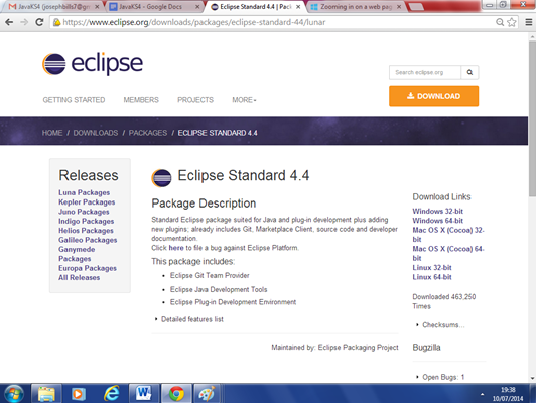 JavaKS4 (josephbills7@gm
JavaKS4 - Google Docs
Eclipse Standard 4.4 | Pack
Zooming in on a web pag
https://www.eclipse.org/downloads/packages/eclipse-standard-44/lunar
eclipse
Search eclipse.org
DOWNLOAD
GETTING STARTED MEMBERS PROJECTS MORE
HOME / DOWNLOADS / PACKAGES / ECLIPSE STANDARD 4.4
Releases
Luna Packages
Kepler Packages
Juno Packages
Indigo Packages
Helios Packages
Galileo Packages
Ganymede
Packages
Europa Packages
All Releases
Eclipse Standard 4.4
Package Description
Standard Eclipse package suited for Java and plug-in development plus adding
new plugins; already includes Git, Marketplace Client, source code and developer
documentation.
Click here to file a bug against Eclipse Platform.
This package includes:
• Eclipse Git Team Provider
• Eclipse Java Development Tools
• Eclipse Plug-in Development Environment
Detailed features list
Maintained by: Eclipse Packaging Project
Download Links
Windows 32-bit
Windows 64-bit
Mac OS X (Cocoa) 32-
bit
Mac OS X (Cocoa) 64-
bit
Linux 32-bit
Linux 64-bit
Downloaded 463,250
Times
Checksums...
Bugzilla
Open Bugs: 1
19:38
10/07/2014